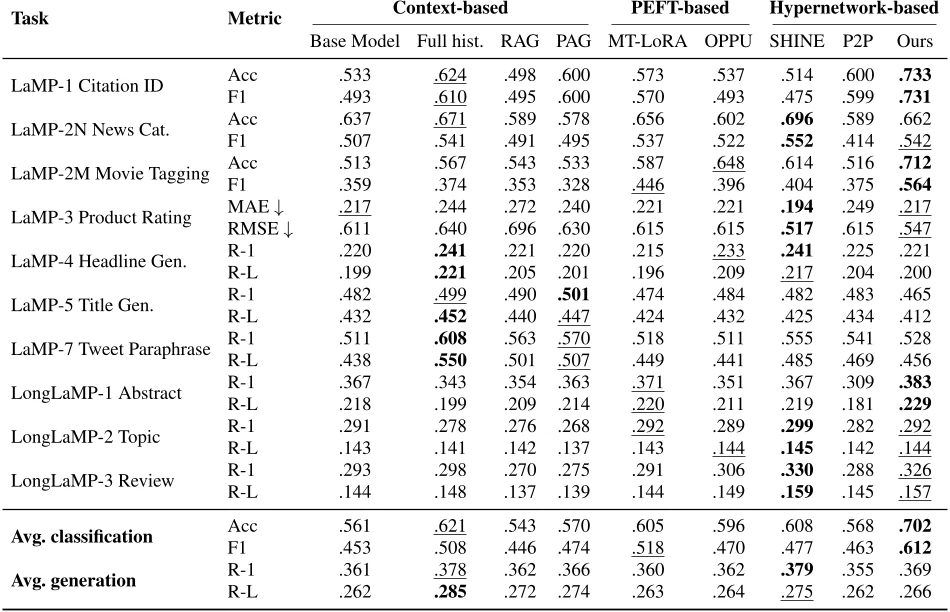 Task Metric Context-based PEFT-based Hypernetwork-based
Base Model Full hist. RAG PAG MT-LoRA OPPU SHINE P2P Ours
LaMP-1 Citation ID Acc .533 .624 .498 .600 .573 .537 .514 .600 .733
F1 .493 .610 .495 .600 .570 .493 .475 .599 .731
LaMP-2N News Cat. Acc .637 .671 .589 .578 .656 .602 .696 .589 .662
F1 .507 .541 .491 .495 .537 .522 .552 .414 .542
LaMP-2M Movie Tagging Acc .513 .567 .543 .533 .587 .648 .614 .516 .712
F1 .359 .374 .353 .328 .446 .396 .404 .375 .564
LaMP-3 Product Rating MAE ↓ .217 .244 .272 .240 .221 .221 .194 .249 .217
RMSE ↓ .611 .640 .696 .630 .615 .615 .517 .615 .547
LaMP-4 Headline Gen. R-1 .220 .241 .221 .220 .215 .233 .241 .225 .221
R-L .199 .221 .205 .201 .196 .209 .217 .204 .200
LaMP-5 Title Gen. R-1 .482 .499 .490 .501 .474 .484 .482 .483 .465
R-L .432 .452 .440 .447 .424 .432 .425 .434 .412
LaMP-7 Tweet Paraphrase R-1 .511 .608 .563 .570 .518 .511 .555 .541 .528
R-L .438 .550 .501 .507 .449 .441 .485 .469 .456
LongLaMP-1 Abstract R-1 .367 .343 .354 .363 .371 .351 .367 .309 .383
R-L .218 .199 .209 .214 .220 .211 .219 .181 .229
LongLaMP-2 Topic R-1 .291 .278 .276 .268 .292 .289 .299 .282 .292
R-L .143 .141 .142 .137 .143 .144 .145 .142 .144
LongLaMP-3 Review R-1 .293 .298 .270 .275 .291 .306 .330 .288 .326
R-L .144 .148 .137 .139 .144 .149 .159 .145 .157
Avg. classification Acc .561 .621 .543 .570 .605 .596 .608 .568 .702
F1 .453 .508 .446 .474 .518 .470 .477 .463 .612
Avg. generation R-1 .361 .378 .362 .366 .360 .362 .379 .355 .369
R-L .262 .285 .272 .274 .263 .264 .275 .262 .266